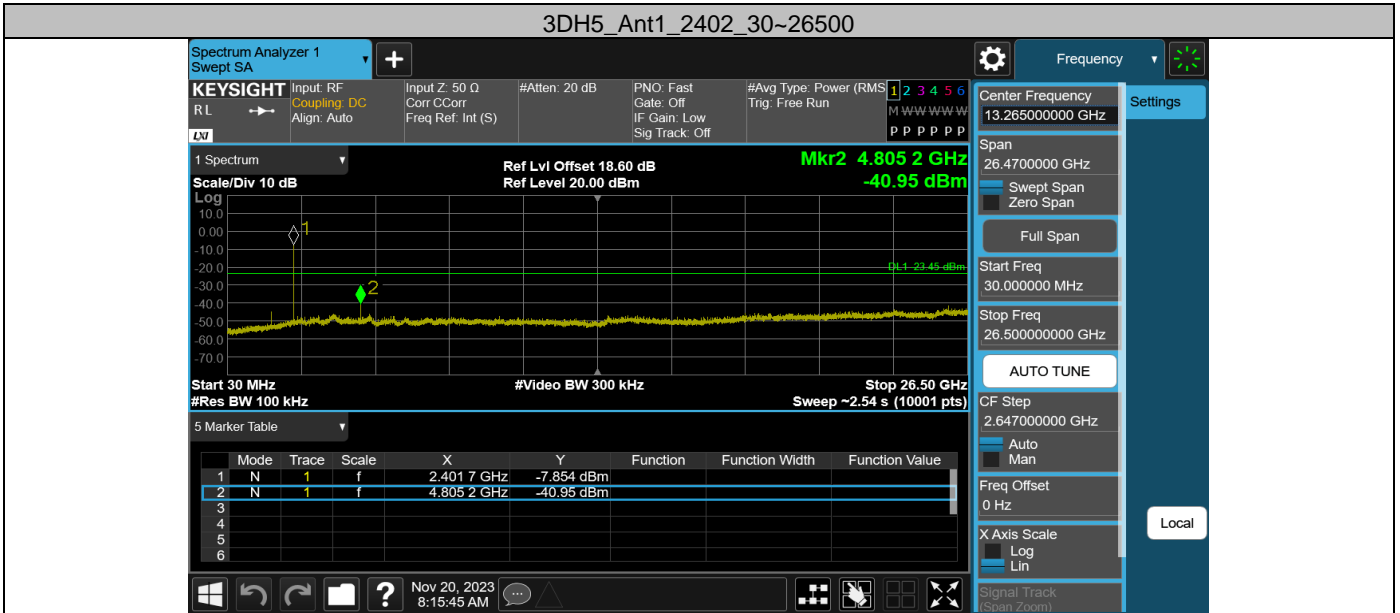 3DH5_Ant1_2402_30~26500
Spectrum Analyzer 1
Swept SA
Frequency
KEYSIGHT
R L
LXI
Input: RF
Coupling: DC
Align: Auto
Input Z: 50 Ω
Corr CCorr
Freq Ref: Int (S)
#Atten: 20 dB
PNO: Fast
Gate: Off
IF Gain: Low
Sig Track: Off
#Avg Type: Power (RMS
Trig: Free Run
1 2 3 4 5 6
M W W W W W
P P P P P P
1 Spectrum
Scale/Div 10 dB
Ref Lvl Offset 18.60 dB
Ref Level 20.00 dBm
Mkr2 4.805 2 GHz
-40.95 dBm
Log
10.0
0.00
-10.0
-20.0
-30.0
-40.0
-50.0
-60.0
-70.0
1
2
DL1 -23.45 dBm
Start 30 MHz
#Video BW 300 kHz
Stop 26.50 GHz
#Res BW 100 kHz
Sweep ~2.54 s (10001 pts)
5 Marker Table
Mode Trace Scale X Y Function Function Width Function Value
1 N 1 f 2.401 7 GHz -7.854 dBm
2 N 1 f 4.805 2 GHz -40.95 dBm
3
4
5
6
Center Frequency
13.265000000 GHz
Span
26.4700000 GHz
Swept Span
Zero Span
Full Span
Start Freq
30.000000 MHz
Stop Freq
26.500000000 GHz
AUTO TUNE
CF Step
2.647000000 GHz
Auto
Man
Freq Offset
0 Hz
X Axis Scale
Log
Lin
Signal Track
(Span Zoom)
Settings
Local
?
Nov 20, 2023
8:15:45 AM